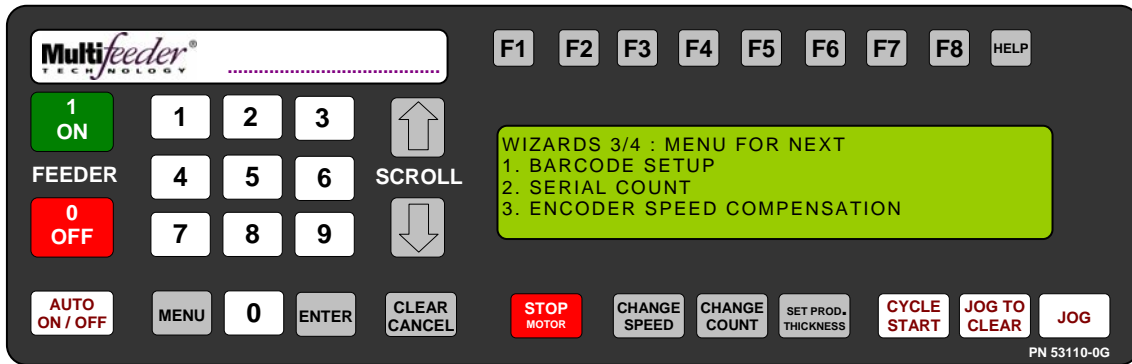 Multifeeder®
TECHNOLOGY
F1 F2 F3 F4 F5 F6 F7 F8 HELP
1
ON
FEEDER
0
OFF
1 2 3
4 5 6
7 8 9
SCROLL
WIZARDS 3/4 : MENU FOR NEXT
1. BARCODE SETUP
2. SERIAL COUNT
3. ENCODER SPEED COMPENSATION
AUTO
ON / OFF
MENU
0
ENTER
CLEAR
CANCEL
STOP
MOTOR
CHANGE
SPEED
CHANGE
COUNT
SET PROD.
THICKNESS
CYCLE
START
JOG TO
CLEAR
JOG
PN 53110-0G